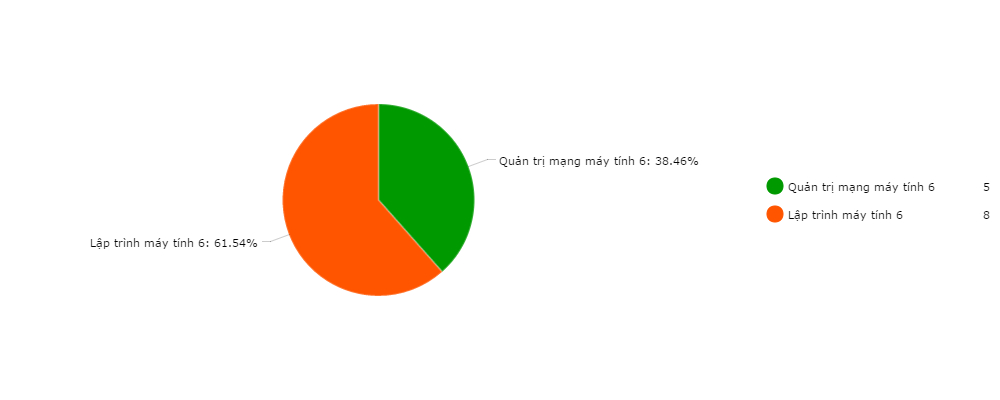 Quản trị mạng máy tính 6: 38.46%
Lập trình máy tính 6: 61.54%
Quản trị mạng máy tính 6 5
Lập trình máy tính 6 8